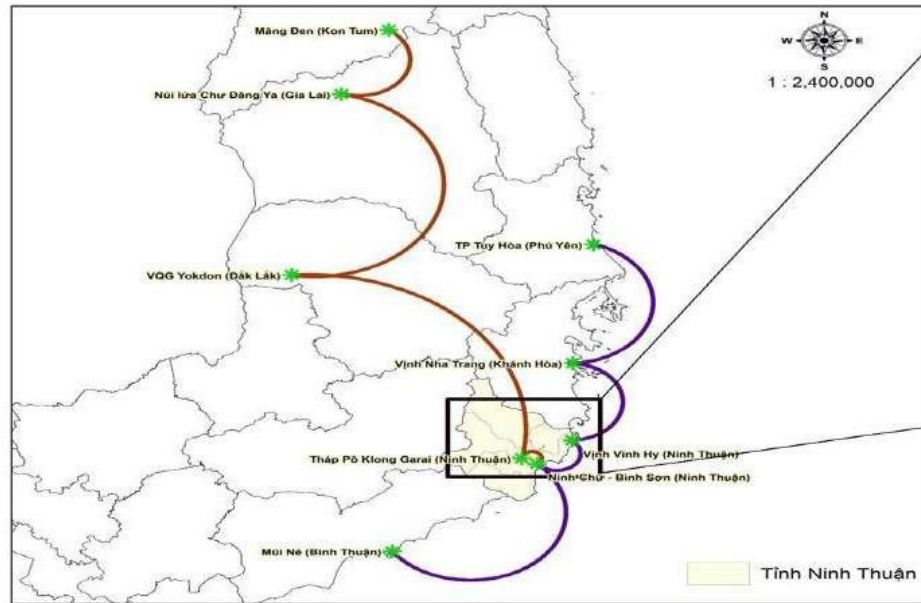 Măng Đen (Kon Tum)
N
W E
S
1 : 2,400,000
Núi lửa Chư Đăng Ya (Gia Lai)
TP Tuy Hòa (Phú Yên)
VQG Yokdon (Đắk Lắk)
Vịnh Nha Trang (Khánh Hòa)
Vịnh Vĩnh Hy (Ninh Thuận)
Tháp Pô Klong Garai (Ninh Thuận)
Ninh Chữ - Bình Sơn (Ninh Thuận)
Mũi Né (Bình Thuận)
Tỉnh Ninh Thuận